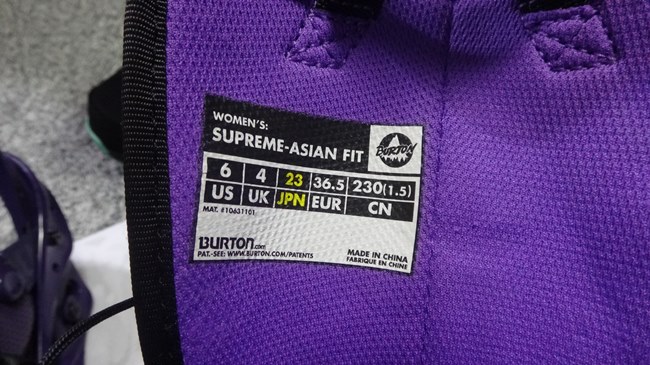 WOMEN'S:
SUPREME-ASIAN FIT
BURTON
6 4 23 36.5 230(1.5)
US UK JPN EUR CN
MAT. #10631101
BURTON.com
PAT.-SEE: WWW.BURTON.COM/PATENTS
MADE IN CHINA
FABRIQUE EN CHINE